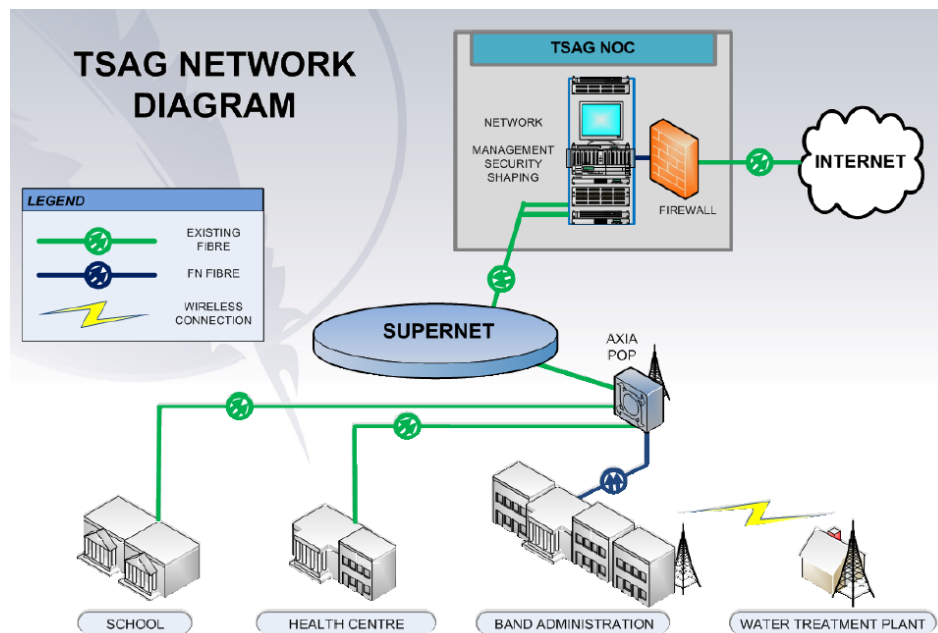 TSAG NETWORK
DIAGRAM
TSAG NOC
NETWORK
MANAGEMENT
SECURITY
SHAPING
FIREWALL
INTERNET
LEGEND
EXISTING
FIBRE
FN FIBRE
WIRELESS
CONNECTION
SUPERNET
AXIA
POP
SCHOOL
HEALTH CENTRE
BAND ADMINISTRATION
WATER TREATMENT PLANT